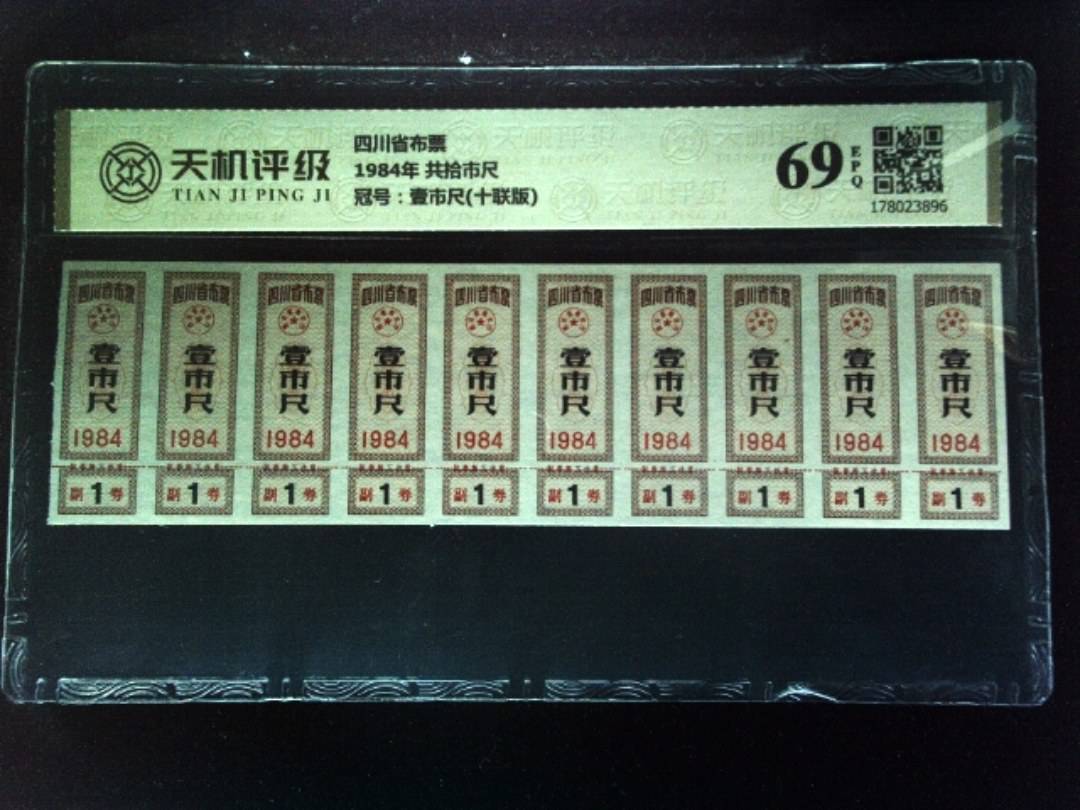 天机评级
TIAN JI PING JI
四川省布票
1984年 共拾市尺
冠号：壹市尺(十联版)
69
EPQ
178023896
四川省布票 四川省布票 四川省布票 四川省布票 四川省布票 四川省布票 四川省布票 四川省布票 四川省布票 四川省布票
壹市尺 壹市尺 壹市尺 壹市尺 壹市尺 壹市尺 壹市尺 壹市尺 壹市尺 壹市尺
1984 1984 1984 1984 1984 1984 1984 1984 1984 1984
副1券 副1券 副1券 副1券 副1券 副1券 副1券 副1券 副1券 副1券